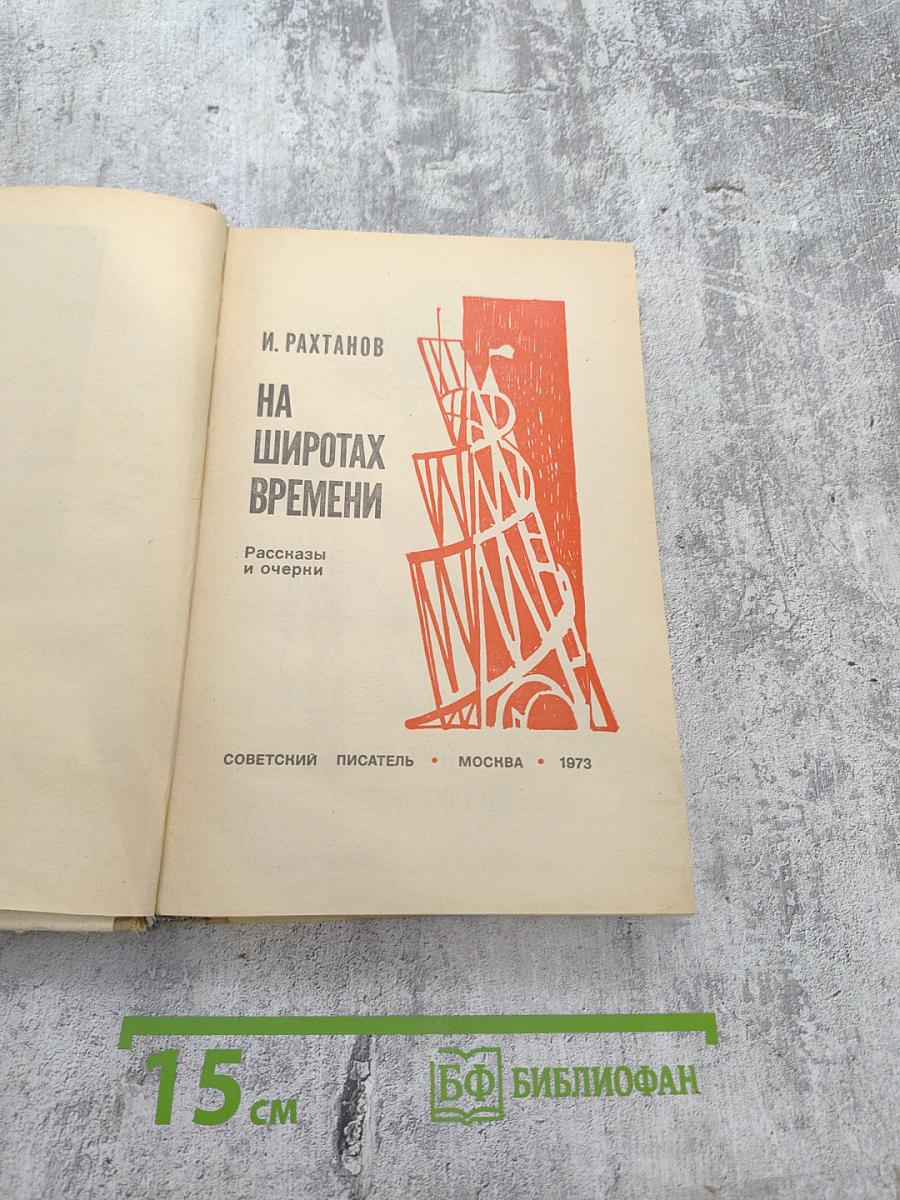 И. РАХТАНОВ
НА
ШИРОТАХ
ВРЕМЕНИ
Рассказы
и очерки
СОВЕТСКИЙ ПИСАТЕЛЬ • МОСКВА • 1973
15 см
БФ БИБЛИОФАН